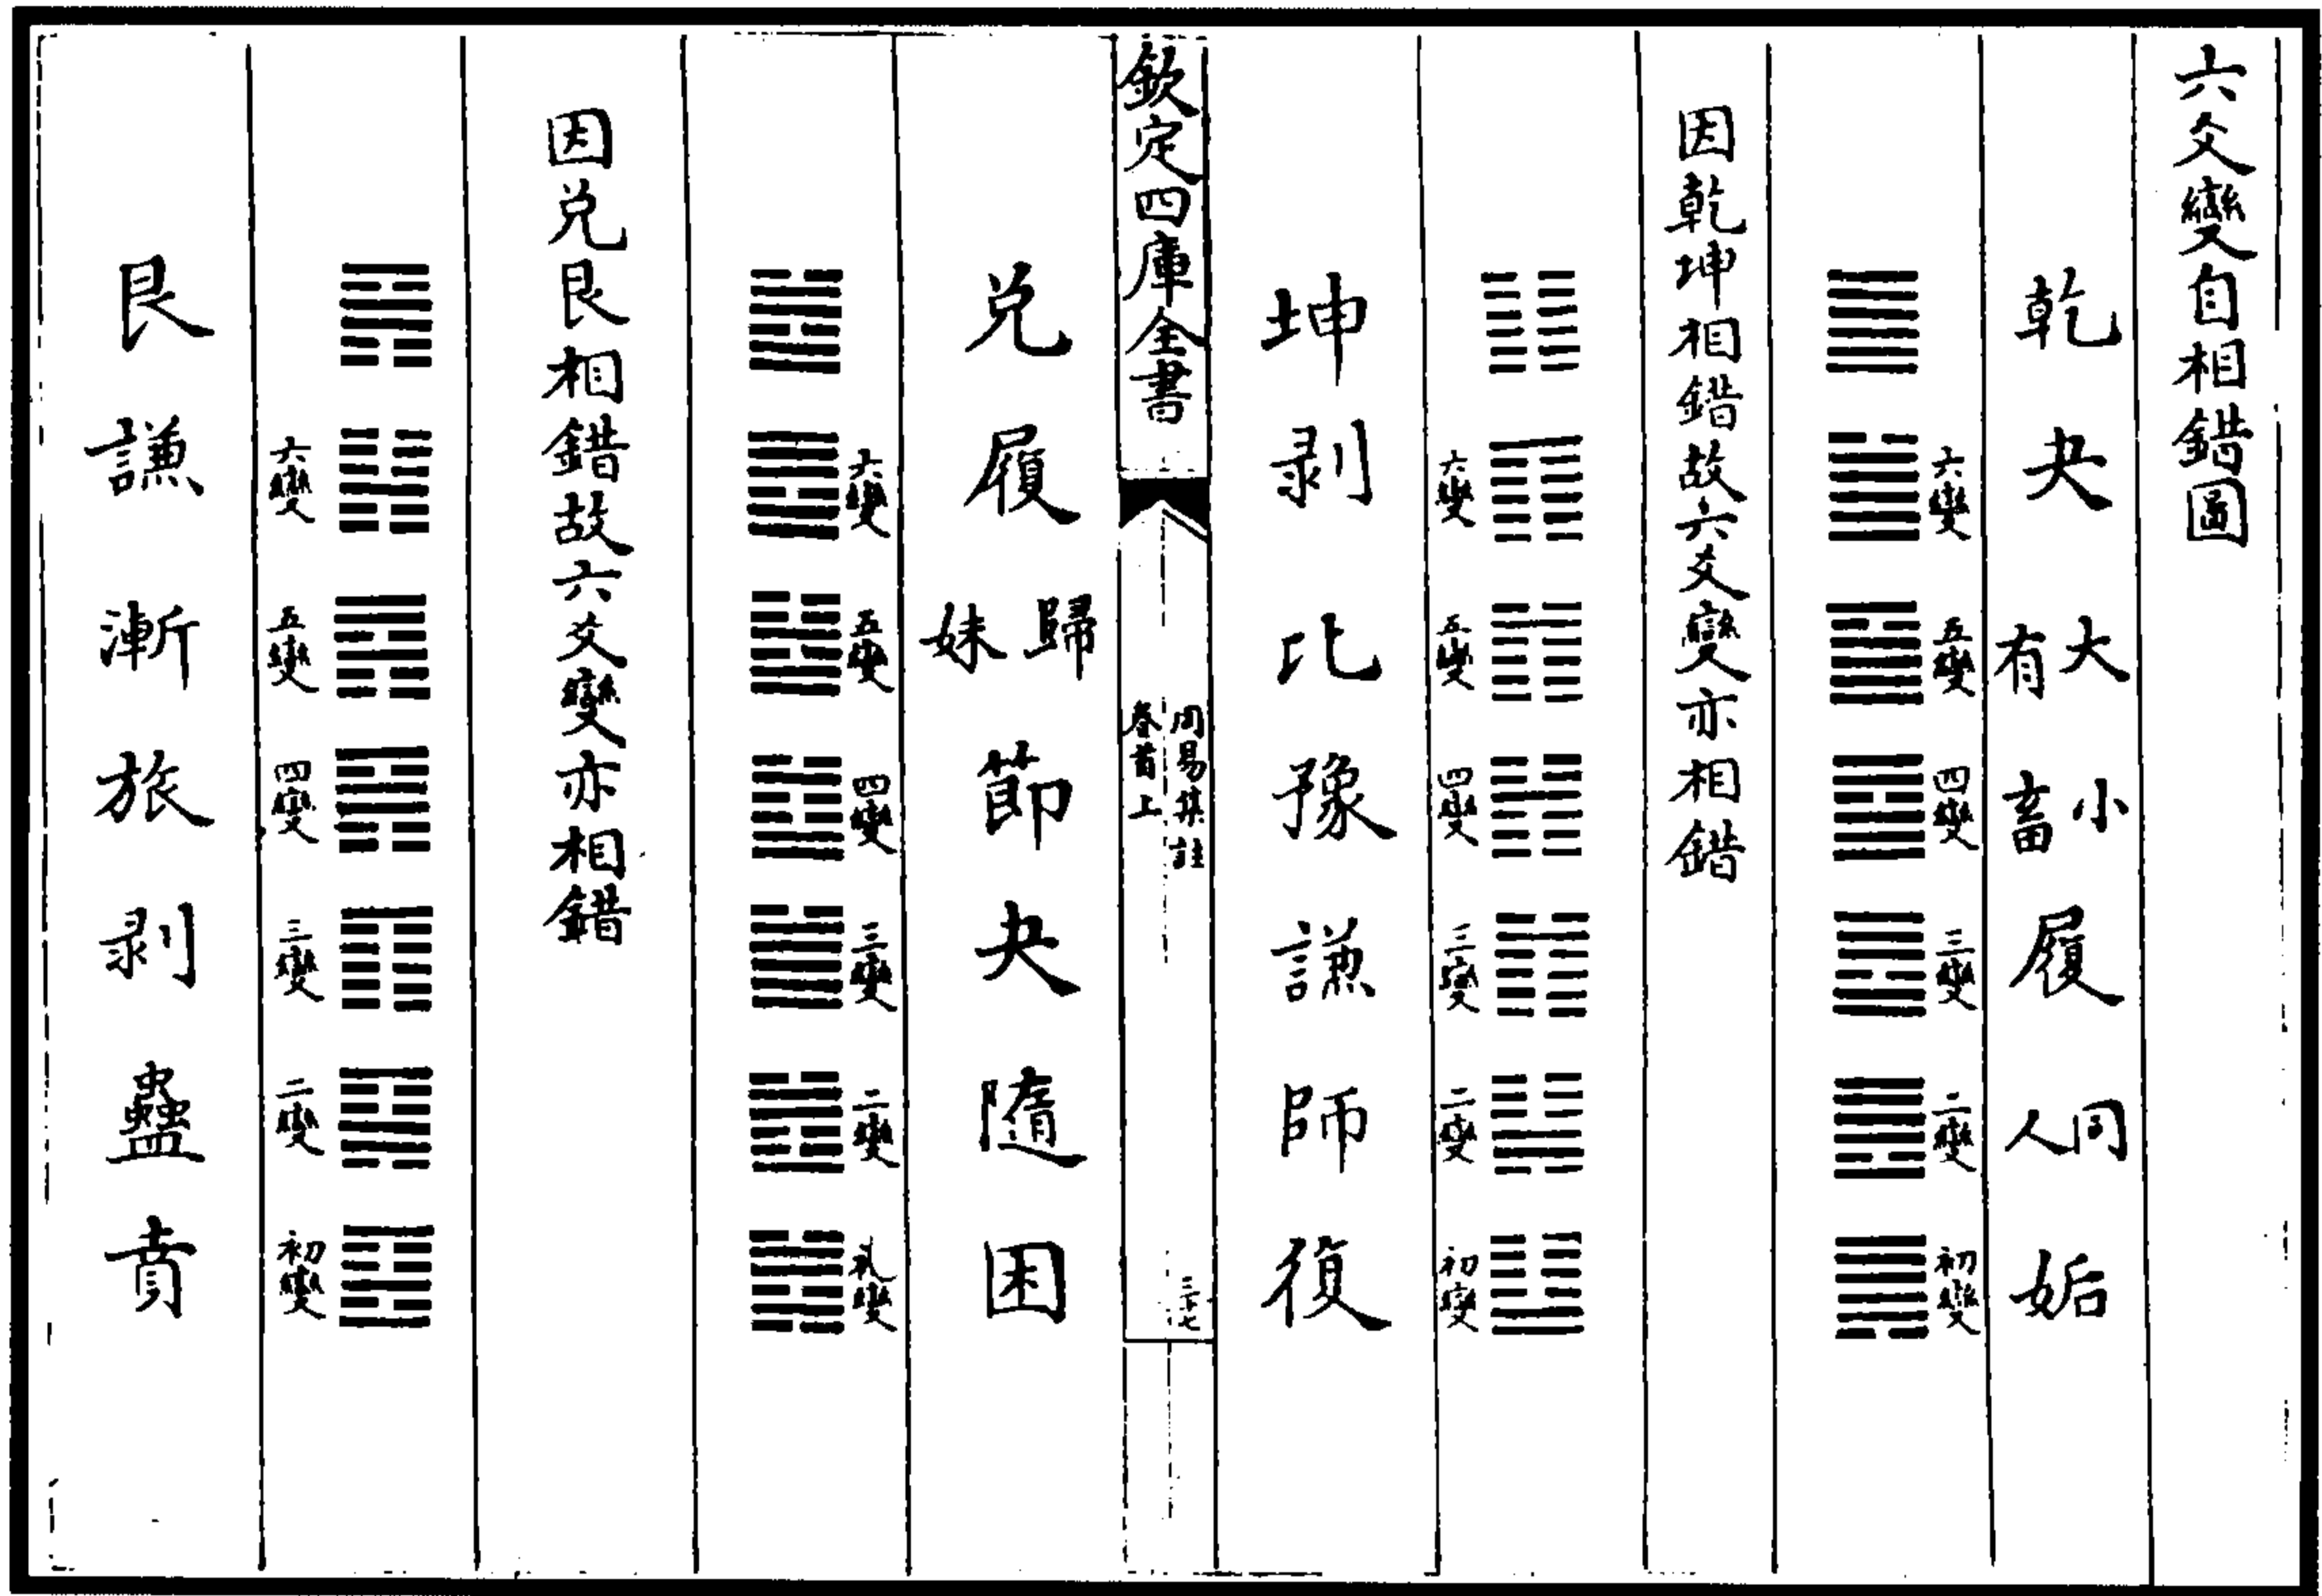 六爻變自相錯圖
乾 夬 大有 小畜 履 同人 姤
六變 五變 四變 三變 二變 初變
因乾坤相錯故六爻變亦相錯
六變 五變 四變 三變 二變 初變
坤 剥 比 豫 謙 師 復
欽定四庫全書
周易集註
卷首上
兑 履 歸妹 節 夬 隨 困
六變 五變 四變 三變 二變 初變
因兑艮相錯故六爻變亦相錯
六變 五變 四變 三變 二變 初變
艮 謙 漸 旅 剥 蠱 賁